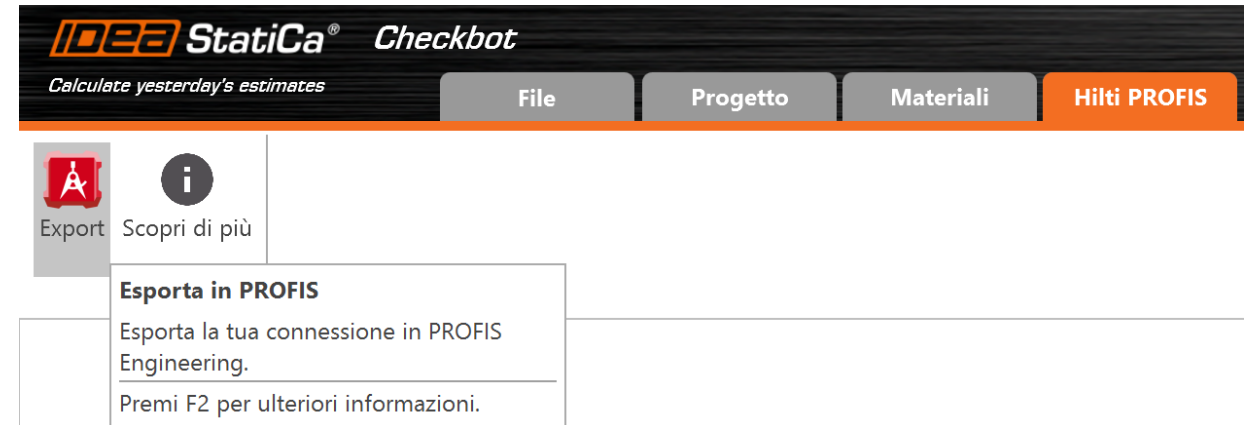 IDEA StatiCa® Checkbot
Calculate yesterday's estimates
File Progetto Materiali Hilti PROFIS
Export Scopri di più
Esporta in PROFIS
Esporta la tua connessione in PROFIS
Engineering.
Premi F2 per ulteriori informazioni.